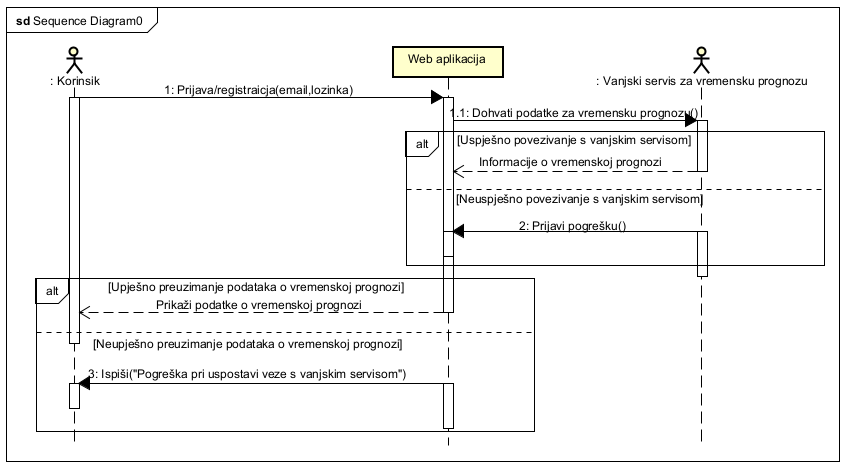 sd Sequence Diagram0
: Korinsik
Web aplikacija
: Vanjski servis za vremensku prognozu
1: Prijava/registraicja(email,lozinka)
1.1: Dohvati podatke za vremensku prognozu()
alt
[Uspješno povezivanje s vanjskim servisom]
Informacije o vremenskoj prognozi
[Neuspješno povezivanje s vanjskim servisom]
2: Prijavi pogrešku()
alt
[Upješno preuzimanje podataka o vremenskoj prognozi]
Prikaži podatke o vremenskoj prognozi
[Neupješno preuzimanje podataka o vremenskoj prognozi]
3: Ispiši("Pogreška pri uspostavi veze s vanjskim servisom")